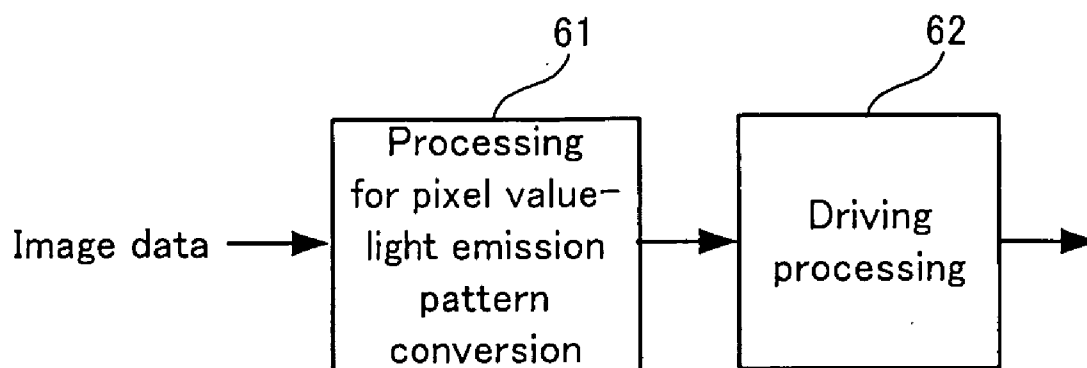 61
62
Processing
for pixel value-
light emission
pattern
conversion
Image data
Driving
processing